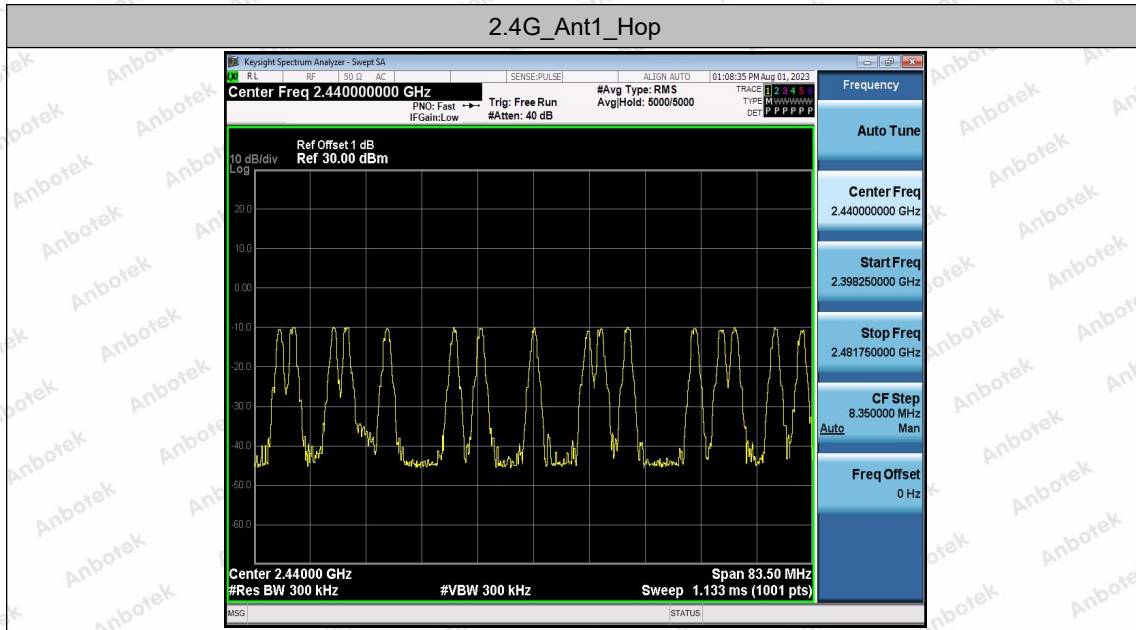 2.4G_Ant1_Hop
Keysight Spectrum Analyzer - Swept SA
RL RF 50 Ω AC SENSE:PULSE ALIGN AUTO 01:08:35 PM Aug 01, 2023
Center Freq 2.440000000 GHz
PNO: Fast
IFGain:Low
Trig: Free Run
#Atten: 40 dB
#Avg Type: RMS
Avg|Hold: 5000/5000
TRACE 1 2 3 4 5 6
TYPE M WWWWW
DET P P P P P P
Frequency
Auto Tune
Center Freq
2.440000000 GHz
Start Freq
2.398250000 GHz
Stop Freq
2.481750000 GHz
CF Step
8.350000 MHz
Auto Man
Freq Offset
0 Hz
Ref Offset 1 dB
10 dB/div Ref 30.00 dBm
Log
20.0
10.0
0.00
-10.0
-20.0
-30.0
-40.0
-50.0
-60.0
Center 2.44000 GHz Span 83.50 MHz
#Res BW 300 kHz #VBW 300 kHz Sweep 1.133 ms (1001 pts)
MSG STATUS
Anbotek